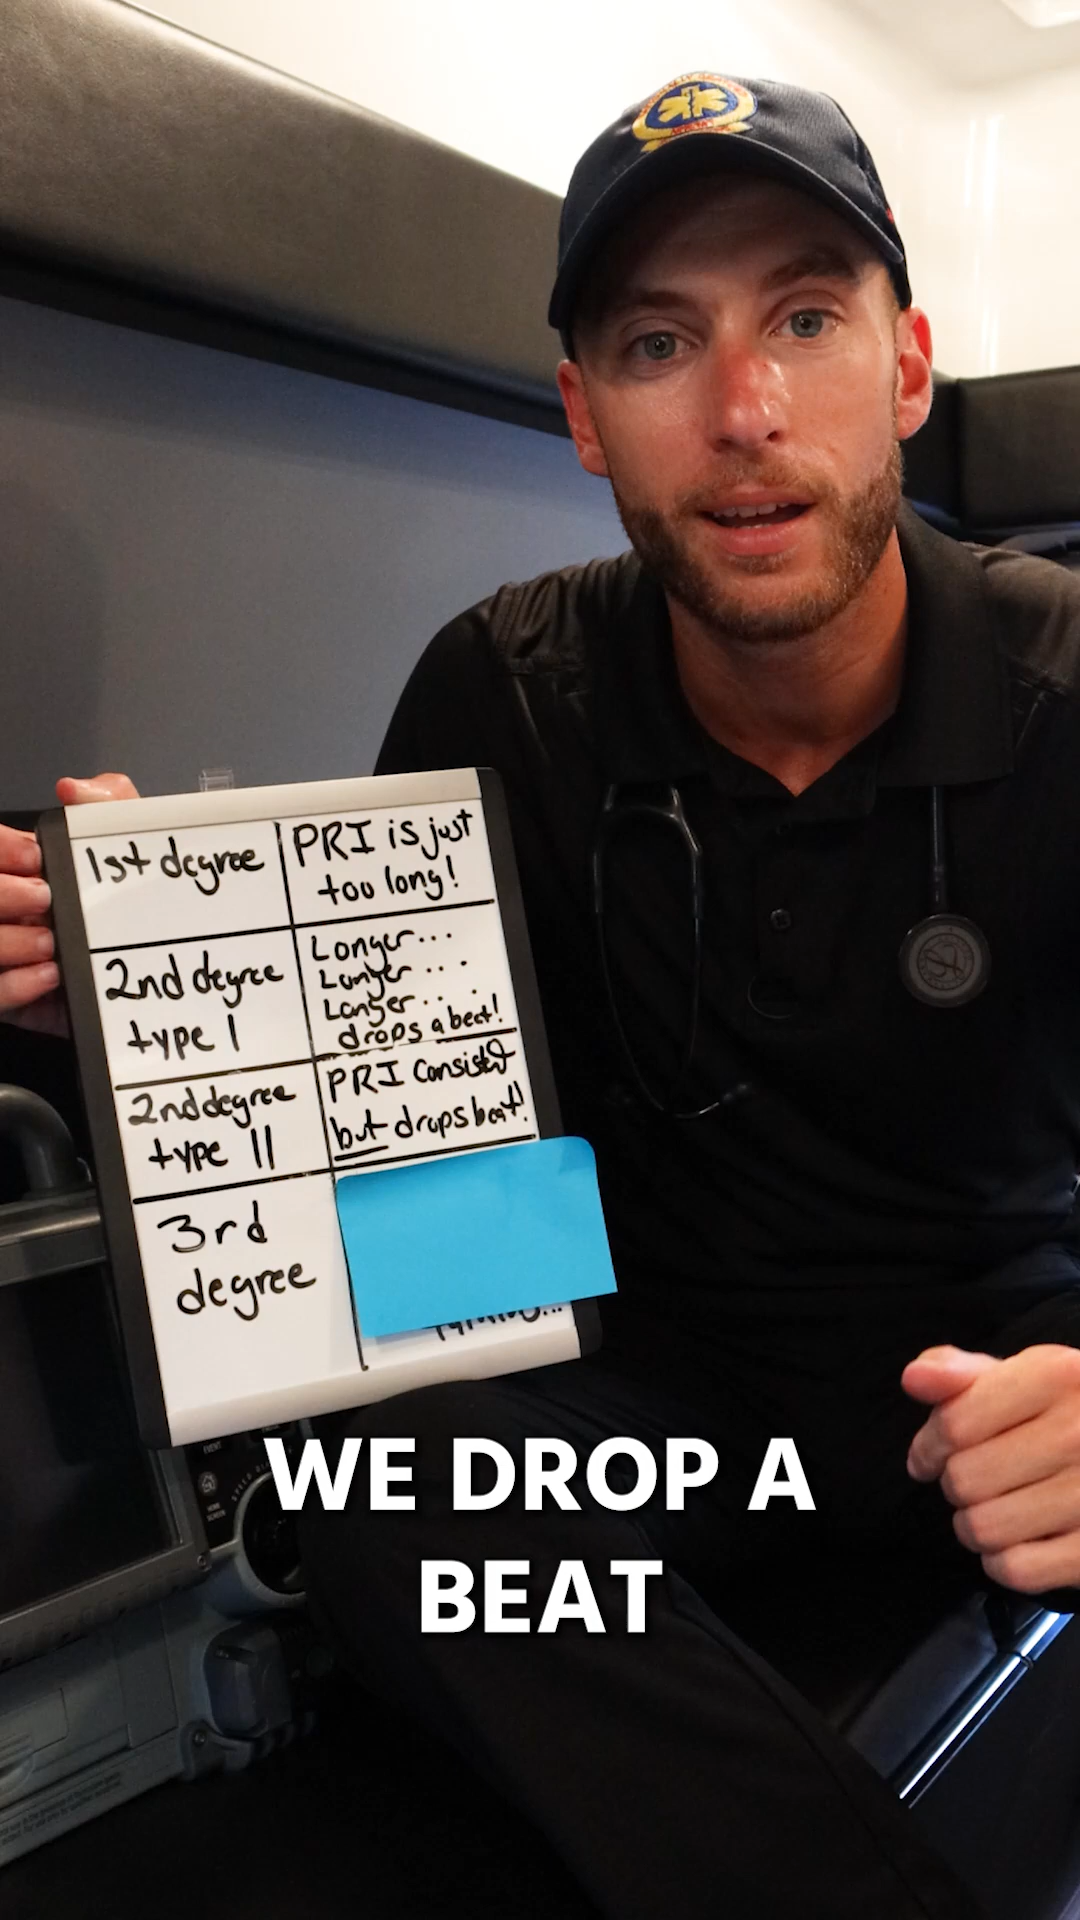 1st degree
PRI is just
too long!
2nd degree
type I
Longer...
Longer...
Longer...
drops a beat!
2nd degree
type II
PRI consistent
but drops beat!
3rd
degree
WE DROP A
BEAT